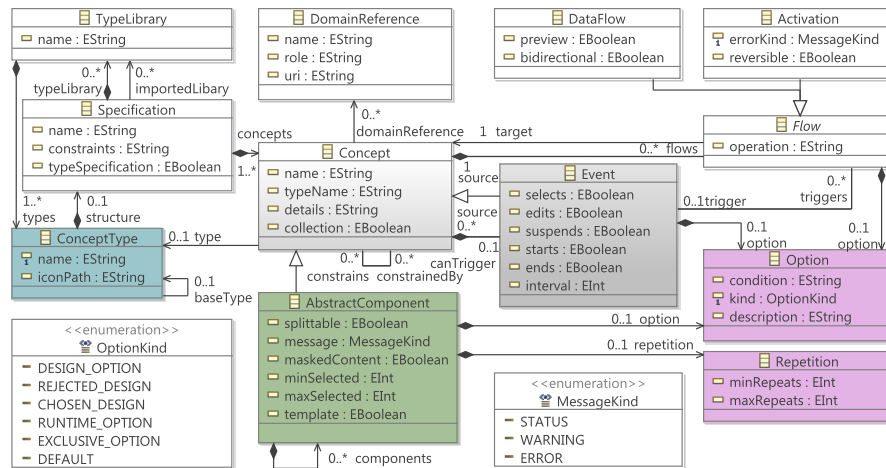 TypeLibrary
name : EString
DomainReference
name : EString
role : EString
uri : EString
DataFlow
preview : EBoolean
bidirectional : EBoolean
Activation
errorKind : MessageKind
1
reversible : EBoolean
0..*
typeLibrary
0..*
importedLibary
Specification
name : EString
constraints : EString
typeSpecification : EBoolean
concepts
1..*
0..*
domainReference
1 target
0..* flows
Flow
operation : EString
Concept
name : EString
typeName : EString
details : EString
collection : EBoolean
1
source
source
0..*
0..1
canTrigger
Event
selects : EBoolean
edits : EBoolean
suspends : EBoolean
starts : EBoolean
ends : EBoolean
interval : EInt
0..*
triggers
0..1trigger
0..1
option
0..1
option
1..*
types
0..1
structure
ConceptType
name : EString
1
iconPath : EString
0..1 type
0..1
baseType
0..*
0..*
constrains
constrainedBy
Option
condition : EString
kind : OptionKind
1
description : EString
AbstractComponent
splittable : EBoolean
message : MessageKind
maskedContent : EBoolean
minSelected : EInt
maxSelected : EInt
template : EBoolean
0..1 option
0..1 repetition
Repetition
minRepeats : EInt
maxRepeats : EInt
<<enumeration>>
OptionKind
DESIGN_OPTION
REJECTED_DESIGN
CHOSEN_DESIGN
RUNTIME_OPTION
EXCLUSIVE_OPTION
DEFAULT
<<enumeration>>
MessageKind
STATUS
WARNING
ERROR
0..* components